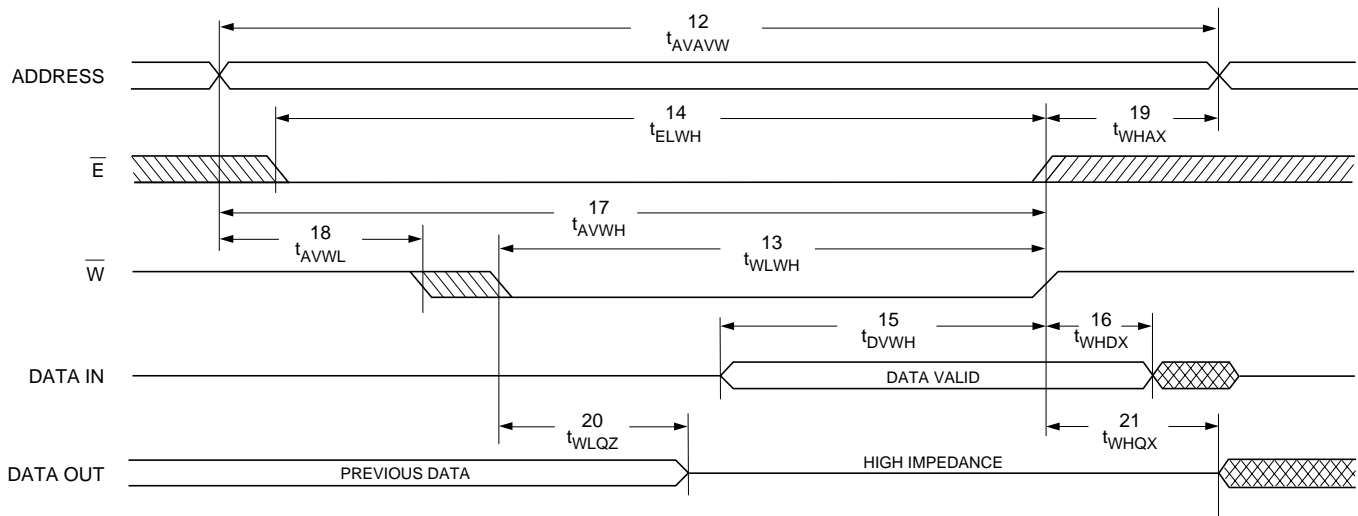 12
tAVAVW
ADDRESS
14
tELWH
19
tWHAX
E
17
tAVWH
18
tAVWL
13
tWLWH
W
15
tDVWH
16
tWHDX
DATA IN
DATA VALID
20
tWLQZ
21
tWHQX
DATA OUT
PREVIOUS DATA
HIGH IMPEDANCE